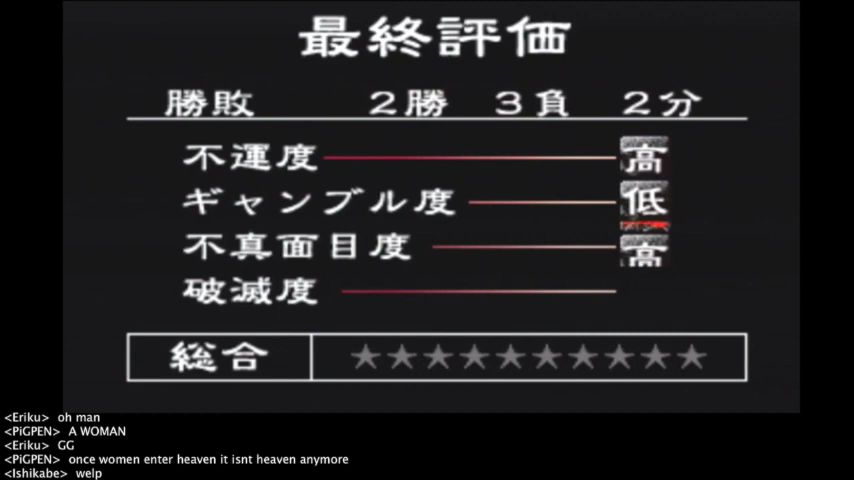 最終評価
勝敗 2勝 3負 2分
不運度 高
ギャンブル度 低
不真面目度 高
破滅度
総合 ★★★★★★★★★★
<Eriku> oh man
<PiGPEN> A WOMAN
<Eriku> GG
<PiGPEN> once women enter heaven it isnt heaven anymore
<Ishikabe> welp